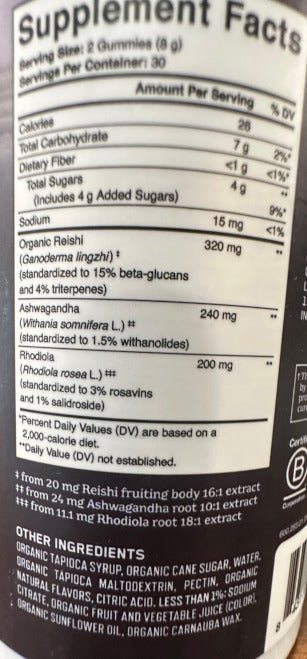 Supplement Facts
Serving Size: 2 Gummies (8 g)
Servings Per Container: 30
Amount Per Serving % DV
Calories 26
Total Carbohydrate 7 g 2%*
Dietary Fiber <1 g <1%*
Total Sugars 4 g **
(Includes 4 g Added Sugars) 9%*
Sodium 15 mg <1%
Organic Reishi 320 mg **
(Ganoderma lingzhi) ‡
(standardized to 15% beta-glucans
and 4% triterpenes)
Ashwagandha 240 mg **
(Withania somnifera L.) ‡‡
(standardized to 1.5% withanolides)
Rhodiola 200 mg **
(Rhodiola rosea L.) ‡‡‡
(standardized to 3% rosavins
and 1% salidroside)
*Percent Daily Values (DV) are based on a
2,000-calorie diet.
**Daily Value (DV) not established.
‡ from 20 mg Reishi fruiting body 16:1 extract
‡‡ from 24 mg Ashwagandha root 10:1 extract
‡‡‡ from 11.1 mg Rhodiola root 18:1 extract
OTHER INGREDIENTS
ORGANIC TAPIOCA SYRUP, ORGANIC CANE SUGAR, WATER,
ORGANIC TAPIOCA MALTODEXTRIN, PECTIN, ORGANIC
NATURAL FLAVORS, CITRIC ACID. LESS THAN 1%: SODIUM
CITRATE, ORGANIC FRUIT AND VEGETABLE JUICE (COLOR),
ORGANIC SUNFLOWER OIL, ORGANIC CARNAUBA WAX.
B